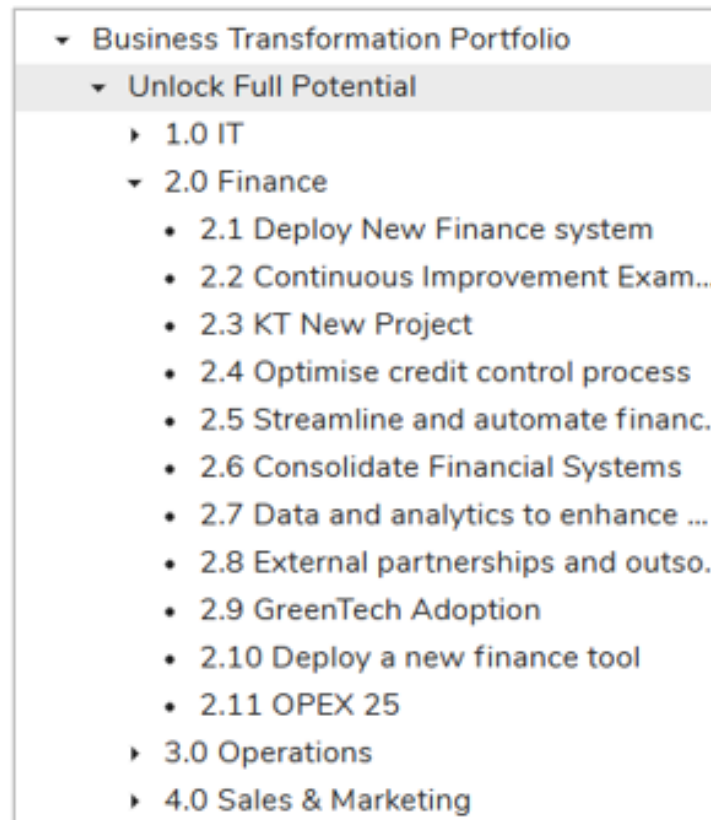 Business Transformation Portfolio
Unlock Full Potential
1.0 IT
2.0 Finance
2.1 Deploy New Finance system
2.2 Continuous Improvement Exam...
2.3 KT New Project
2.4 Optimise credit control process
2.5 Streamline and automate financ.
2.6 Consolidate Financial Systems
2.7 Data and analytics to enhance ...
2.8 External partnerships and outso.
2.9 GreenTech Adoption
2.10 Deploy a new finance tool
2.11 OPEX 25
3.0 Operations
4.0 Sales & Marketing